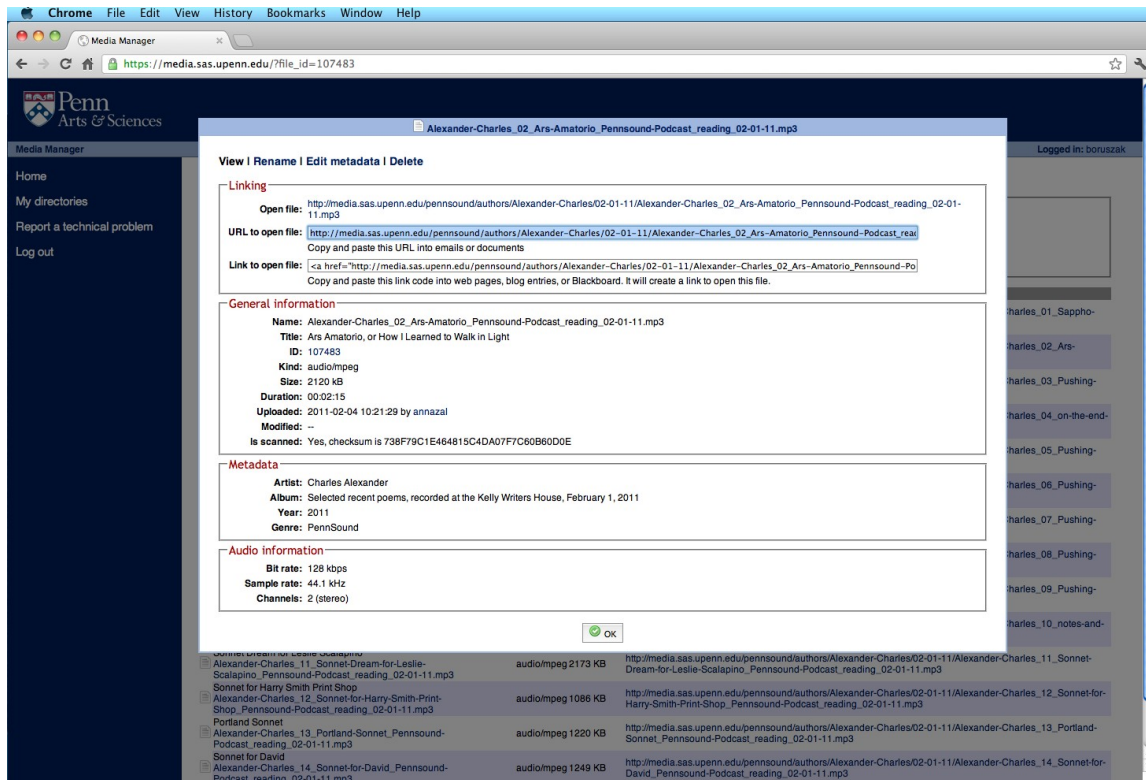 Chrome File Edit View History Bookmarks Window Help
Media Manager
https://media.sas.upenn.edu/?file_id=107483
Penn
Arts & Sciences
Media Manager
Logged in: boruszak
Home
My directories
Report a technical problem
Log out
Alexander-Charles_02_Ars-Amatorio_Pennsound-Podcast_reading_02-01-11.mp3
View | Rename | Edit metadata | Delete
Linking
Open file: http://media.sas.upenn.edu/pennsound/authors/Alexander-Charles/02-01-11/Alexander-Charles_02_Ars-Amatorio_Pennsound-Podcast_reading_02-01-
11.mp3
URL to open file: http://media.sas.upenn.edu/pennsound/authors/Alexander-Charles/02-01-11/Alexander-Charles_02_Ars-Amatorio_Pennsound-Podcast_reac
Copy and paste this URL into emails or documents
Link to open file: <a href="http://media.sas.upenn.edu/pennsound/authors/Alexander-Charles/02-01-11/Alexander-Charles_02_Ars-Amatorio_Pennsound-Po
Copy and paste this link code into web pages, blog entries, or Blackboard. It will create a link to open this file.
General information
Name: Alexander-Charles_02_Ars-Amatorio_Pennsound-Podcast_reading_02-01-11.mp3
Title: Ars Amatorio, or How I Learned to Walk in Light
ID: 107483
Kind: audio/mpeg
Size: 2120 kB
Duration: 00:02:15
Uploaded: 2011-02-04 10:21:29 by annazal
Modified: --
Is scanned: Yes, checksum is 738F79C1E464815C4DA07F7C60B60D0E
Metadata
Artist: Charles Alexander
Album: Selected recent poems, recorded at the Kelly Writers House, February 1, 2011
Year: 2011
Genre: PennSound
Audio information
Bit rate: 128 kbps
Sample rate: 44.1 kHz
Channels: 2 (stereo)
OK
harles_01_Sappho-
harles_02_Ars-
harles_03_Pushing-
harles_04_on-the-end-
harles_05_Pushing-
harles_06_Pushing-
harles_07_Pushing-
harles_08_Pushing-
harles_09_Pushing-
harles_10_notes-and-
Sonnet Dream for Leslie Scalapino
Alexander-Charles_11_Sonnet-Dream-for-Leslie-
Scalapino_Pennsound-Podcast_reading_02-01-11.mp3
audio/mpeg 2173 KB
http://media.sas.upenn.edu/pennsound/authors/Alexander-Charles/02-01-11/Alexander-Charles_11_Sonnet-
Dream-for-Leslie-Scalapino_Pennsound-Podcast_reading_02-01-11.mp3
Sonnet for Harry Smith Print Shop
Alexander-Charles_12_Sonnet-for-Harry-Smith-Print-
Shop_Pennsound-Podcast_reading_02-01-11.mp3
audio/mpeg 1086 KB
http://media.sas.upenn.edu/pennsound/authors/Alexander-Charles/02-01-11/Alexander-Charles_12_Sonnet-for-
Harry-Smith-Print-Shop_Pennsound-Podcast_reading_02-01-11.mp3
Portland Sonnet
Alexander-Charles_13_Portland-Sonnet_Pennsound-
Podcast_reading_02-01-11.mp3
audio/mpeg 1220 KB
http://media.sas.upenn.edu/pennsound/authors/Alexander-Charles/02-01-11/Alexander-Charles_13_Portland-
Sonnet_Pennsound-Podcast_reading_02-01-11.mp3
Sonnet for David
Alexander-Charles_14_Sonnet-for-David_Pennsound-
Podcast_reading_02-01-11.mp3
audio/mpeg 1249 KB
http://media.sas.upenn.edu/pennsound/authors/Alexander-Charles/02-01-11/Alexander-Charles_14_Sonnet-for-
David_Pennsound-Podcast_reading_02-01-11.mp3